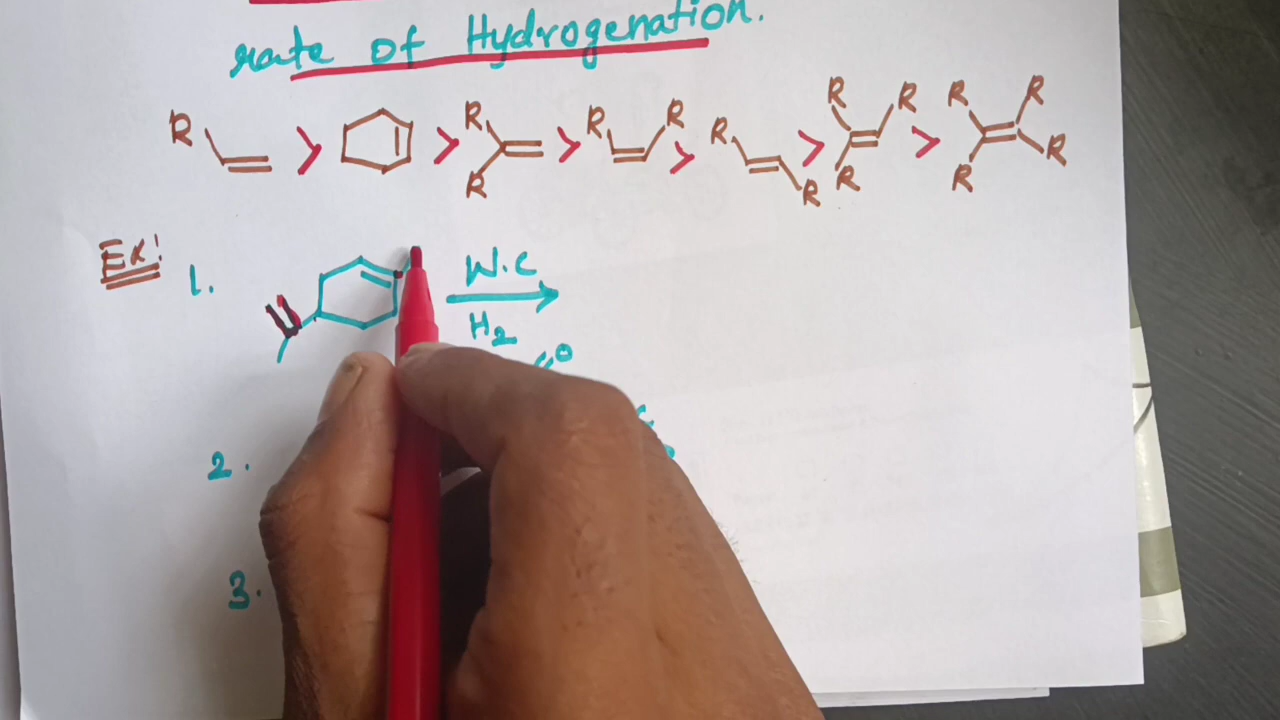 rate of Hydrogenation.
R > > R R > R R > R R > R R R > R R R R
Ex! 1. W.C
H2
2.
3.